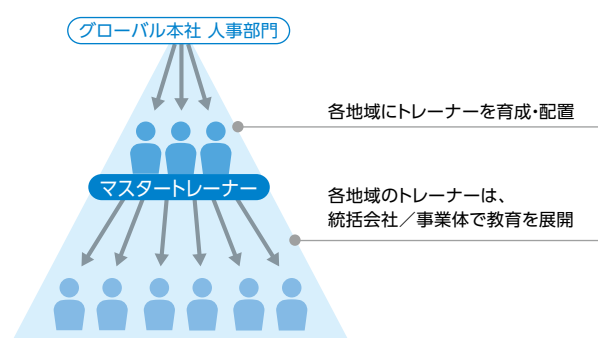 グローバル本社 人事部門
各地域にトレーナーを育成・配置
マスタートレーナー
各地域のトレーナーは、
統括会社／事業体で教育を展開